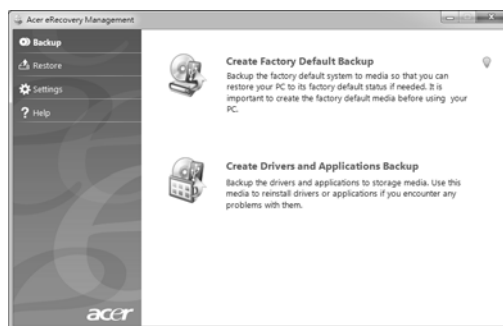 Acer eRecovery Management
Backup
Restore
Settings
? Help
Create Factory Default Backup
Backup the factory default system to media so that you can
restore your PC to its factory default status if needed. It is
important to create the factory default media before using your
PC.
Create Drivers and Applications Backup
Backup the drivers and applications to storage media. Use this
media to reinstall drivers or applications if you encounter any
problems with them.
acer